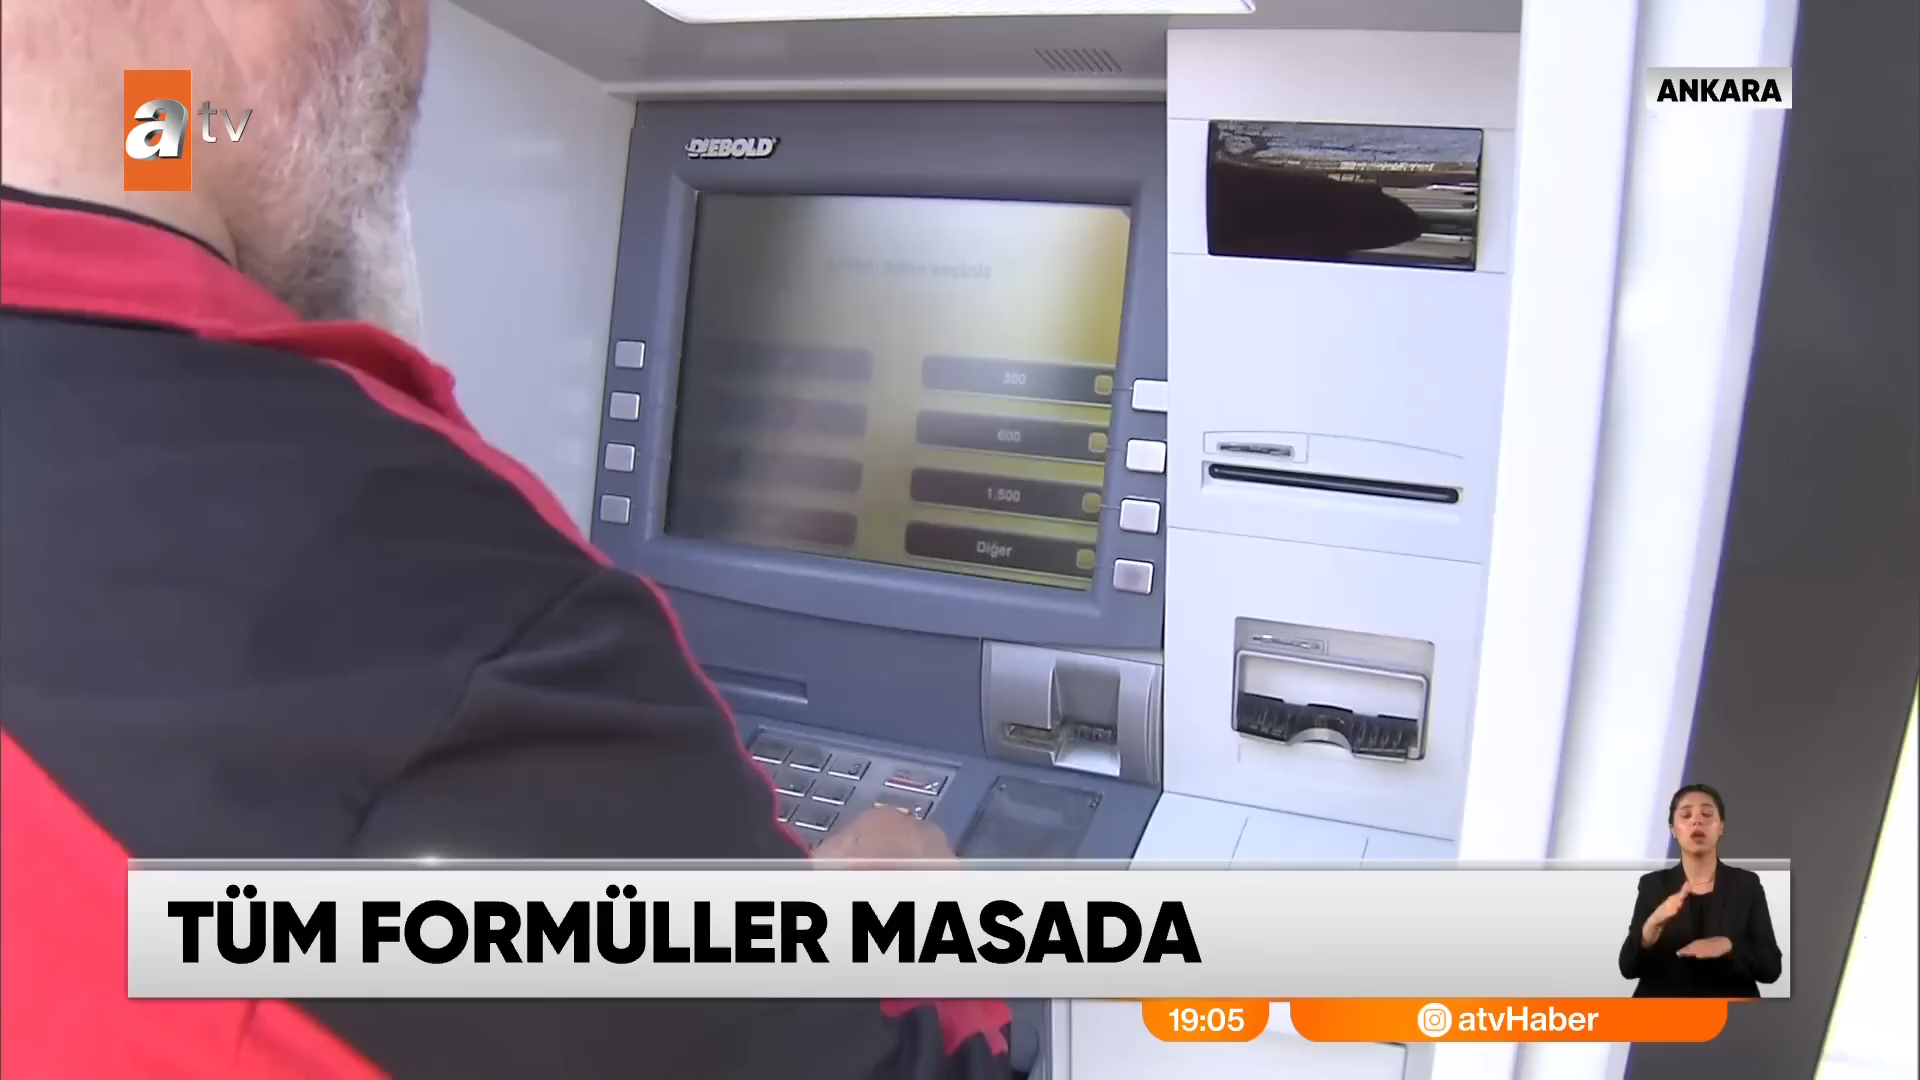 atv
ANKARA
DIEBOLD
300
600
1.500
Diğer
TÜM FORMÜLLER MASADA
19:05
atvHaber